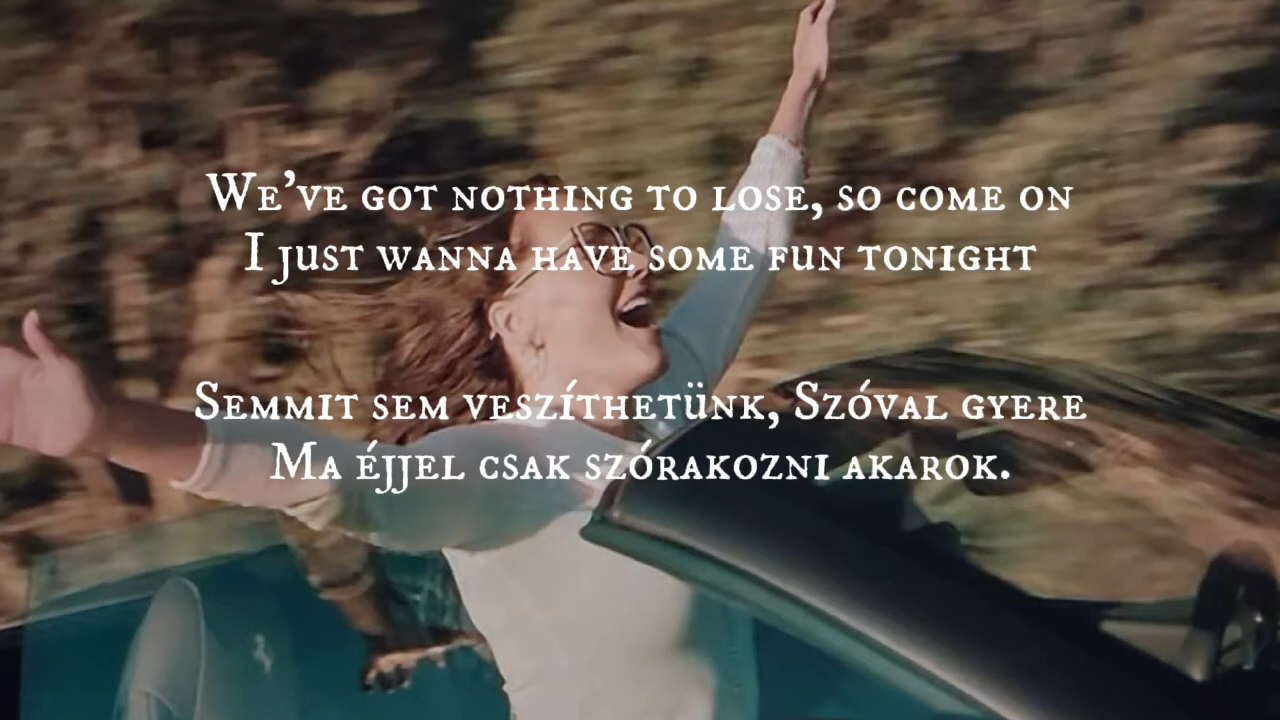 We've got nothing to lose, so come on
I just wanna have some fun tonight
Semmit sem veszíthetünk, Szóval gyere
Ma éjjel csak szórakozni akarok.